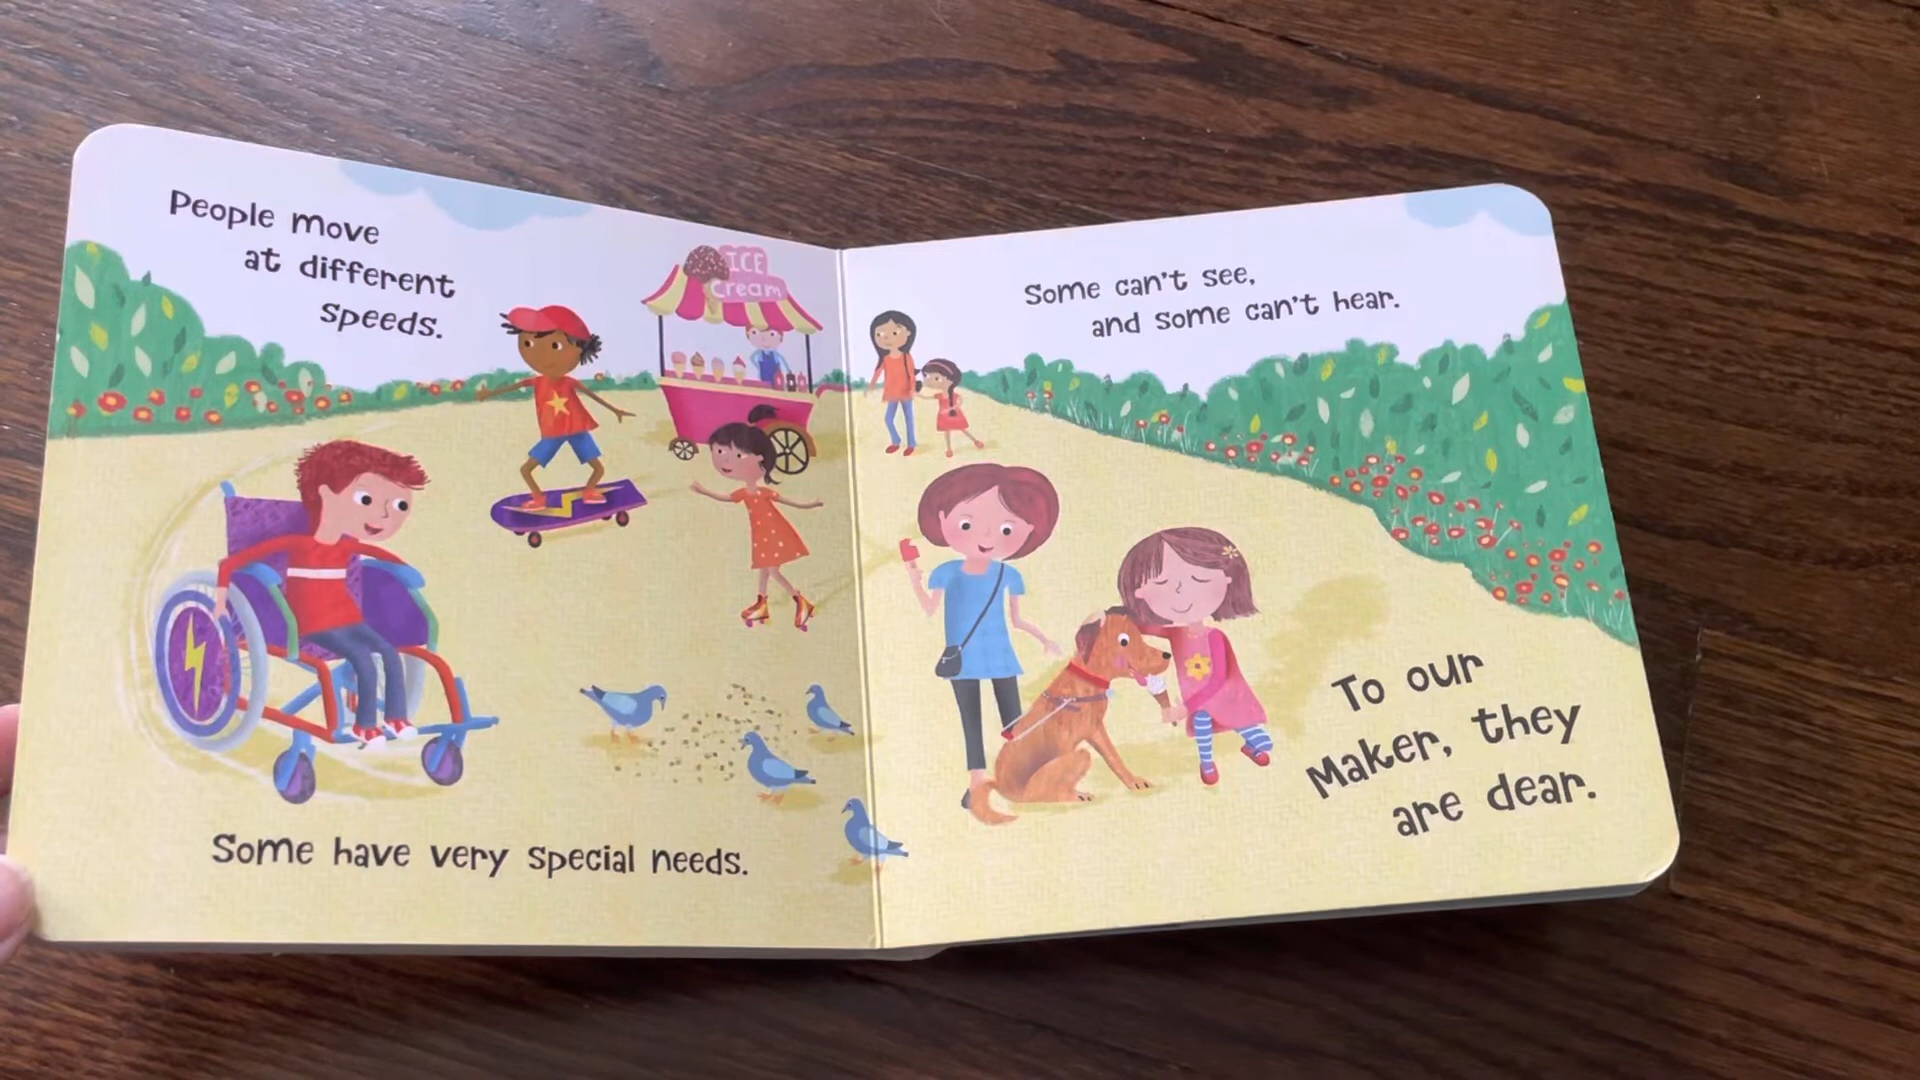 People move
at different
speeds.
ICE
cream
Some have very special needs.
Some can't see,
and some can't hear.
To our
Maker, they
are dear.